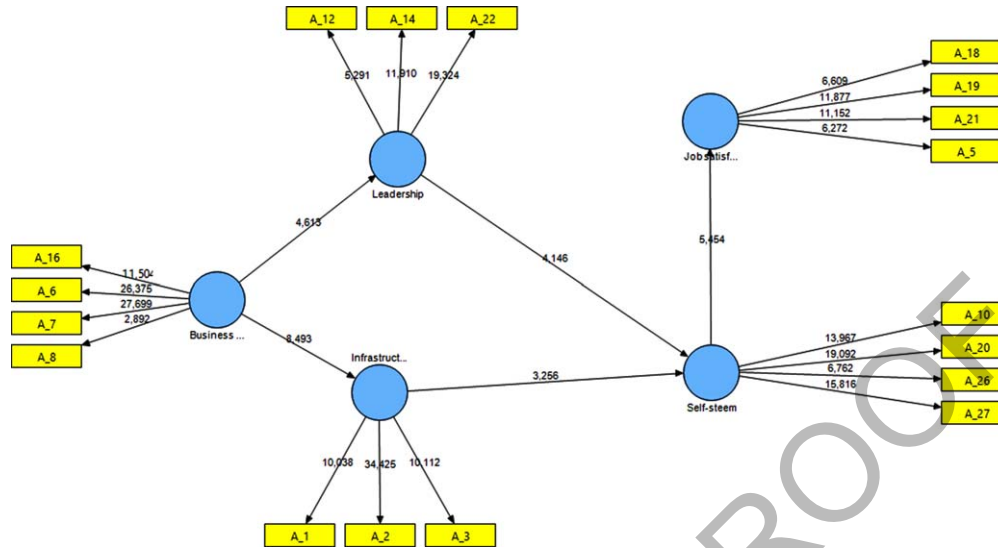 A_12
A_14
A_22
5,291
11,910
19,324
Leadership
A_18
A_19
A_21
A_5
6,609
11,877
11,152
6,272
Job satisf...
4,613
4,146
5,454
A_16
A_6
A_7
A_8
11,504
26,375
27,699
2,892
Business ...
8,493
Infrastruct...
3,256
A_10
A_20
A_26
A_27
13,967
19,092
6,762
15,816
Self-steem
10,038
34,425
10,112
A_1
A_2
A_3
ROOF